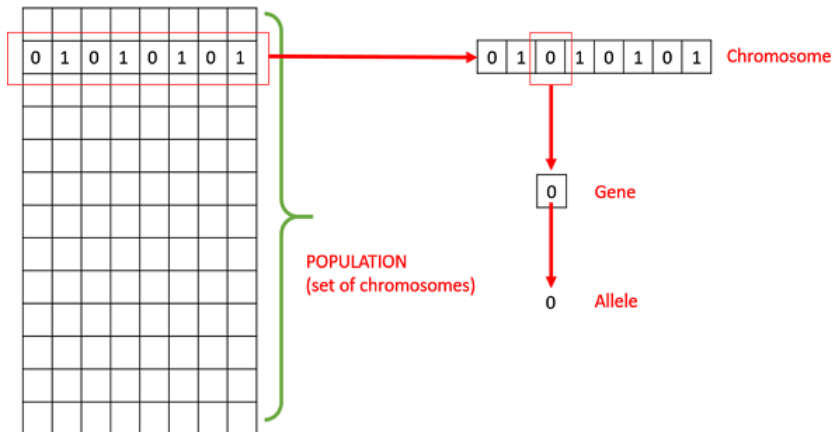 0 1 0 1 0 1 0 1
0 1 0 1 0 1 0 1 Chromosome
0 Gene
POPULATION
(set of chromosomes)
0 Allele